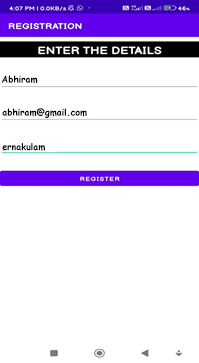 4:07 PM | 0.0KB/s
46%
REGISTRATION
ENTER THE DETAILS
Abhiram
abhiram@gmail.com
ernakulam
REGISTER